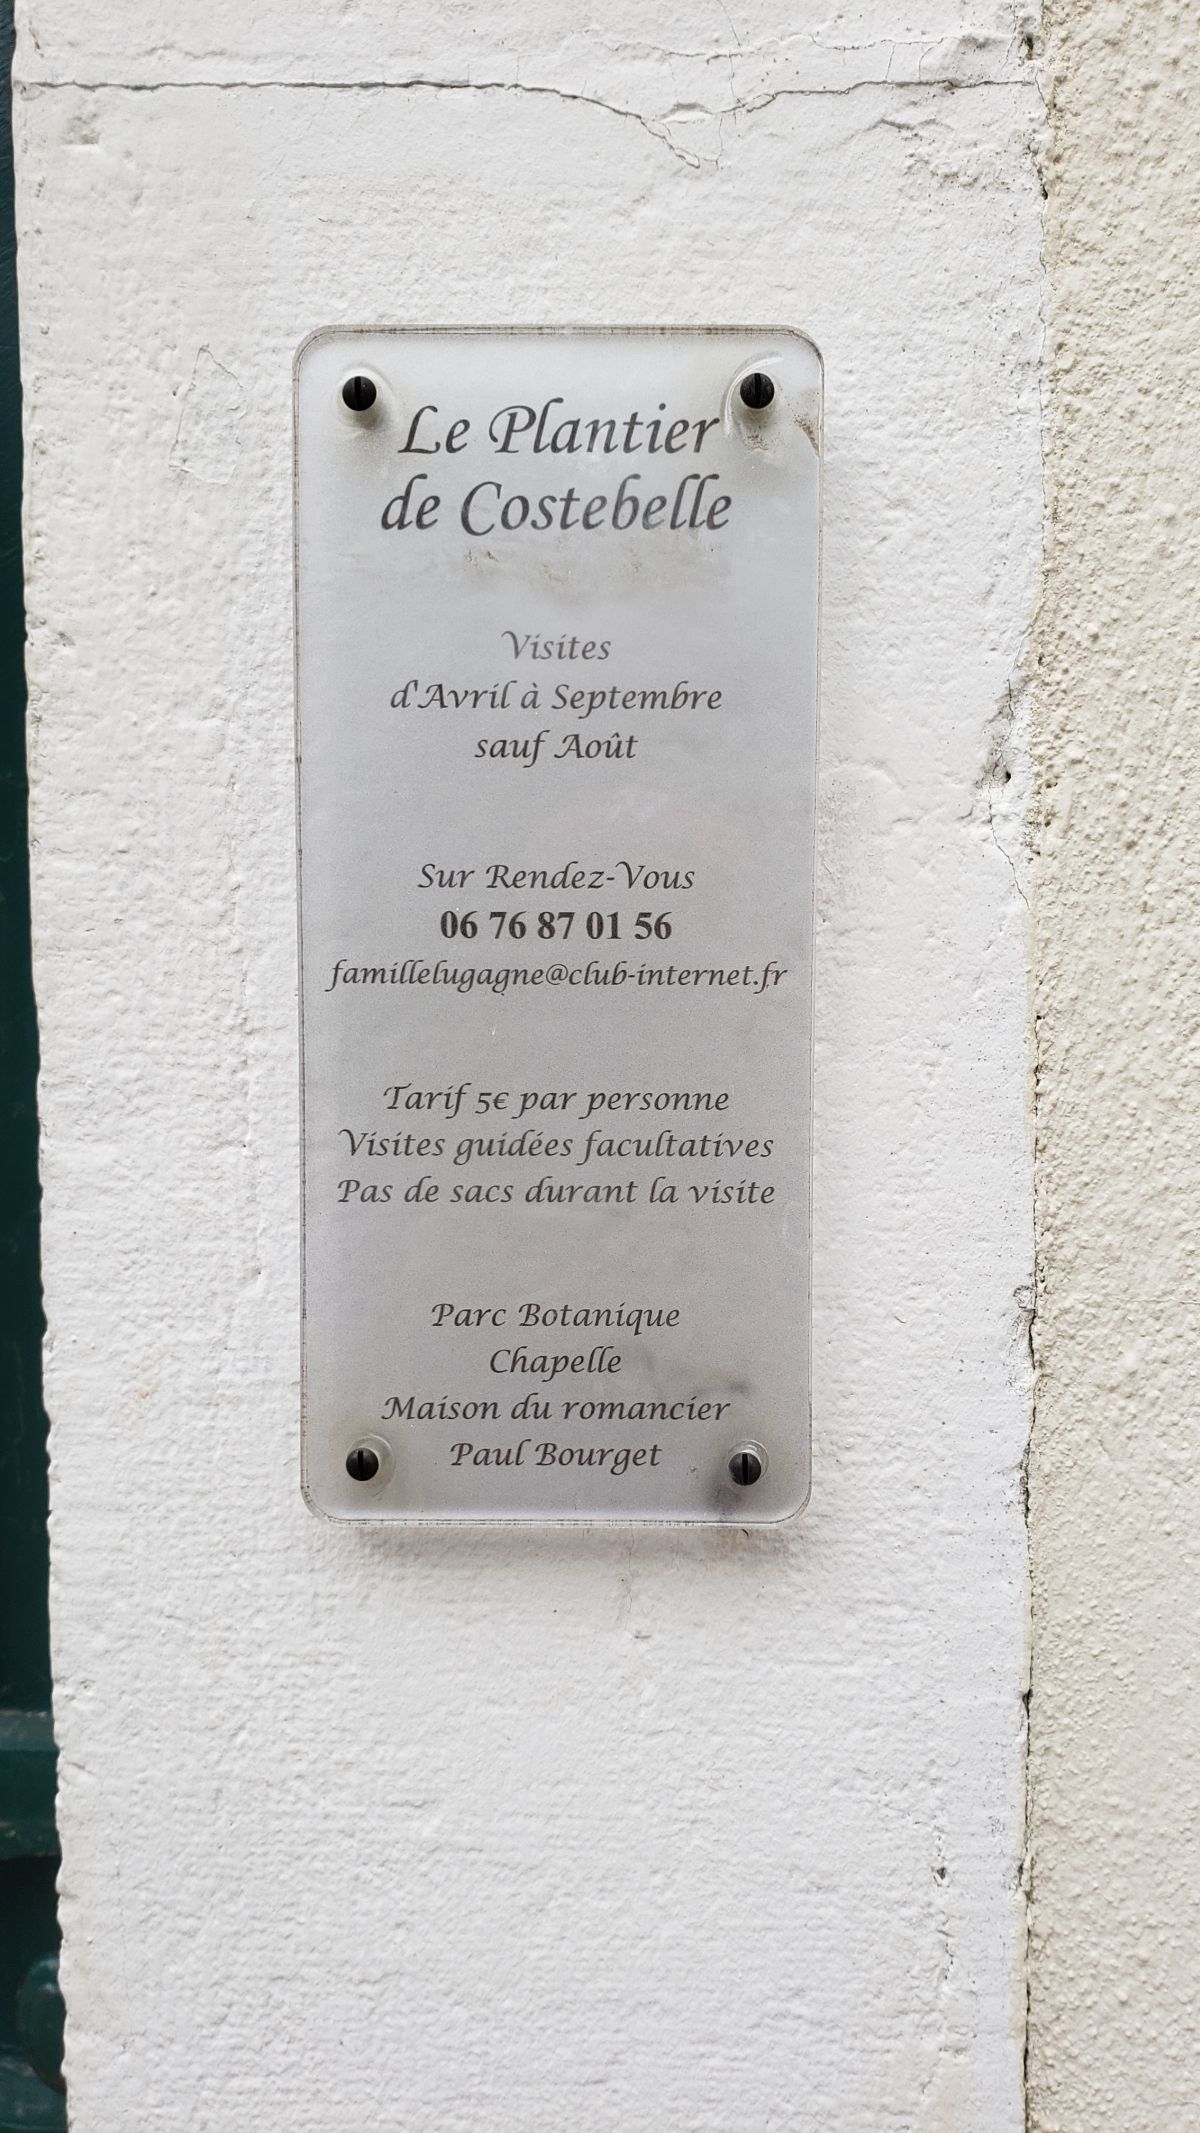 Le Plantier
de Costebelle
Visites
d'Avril à Septembre
sauf Août
Sur Rendez-Vous
06 76 87 01 56
famillelugagne@club-internet.fr
Tarif 5€ par personne
Visites guidées facultatives
Pas de sacs durant la visite
Parc Botanique
Chapelle
Maison du romancier
Paul Bourget